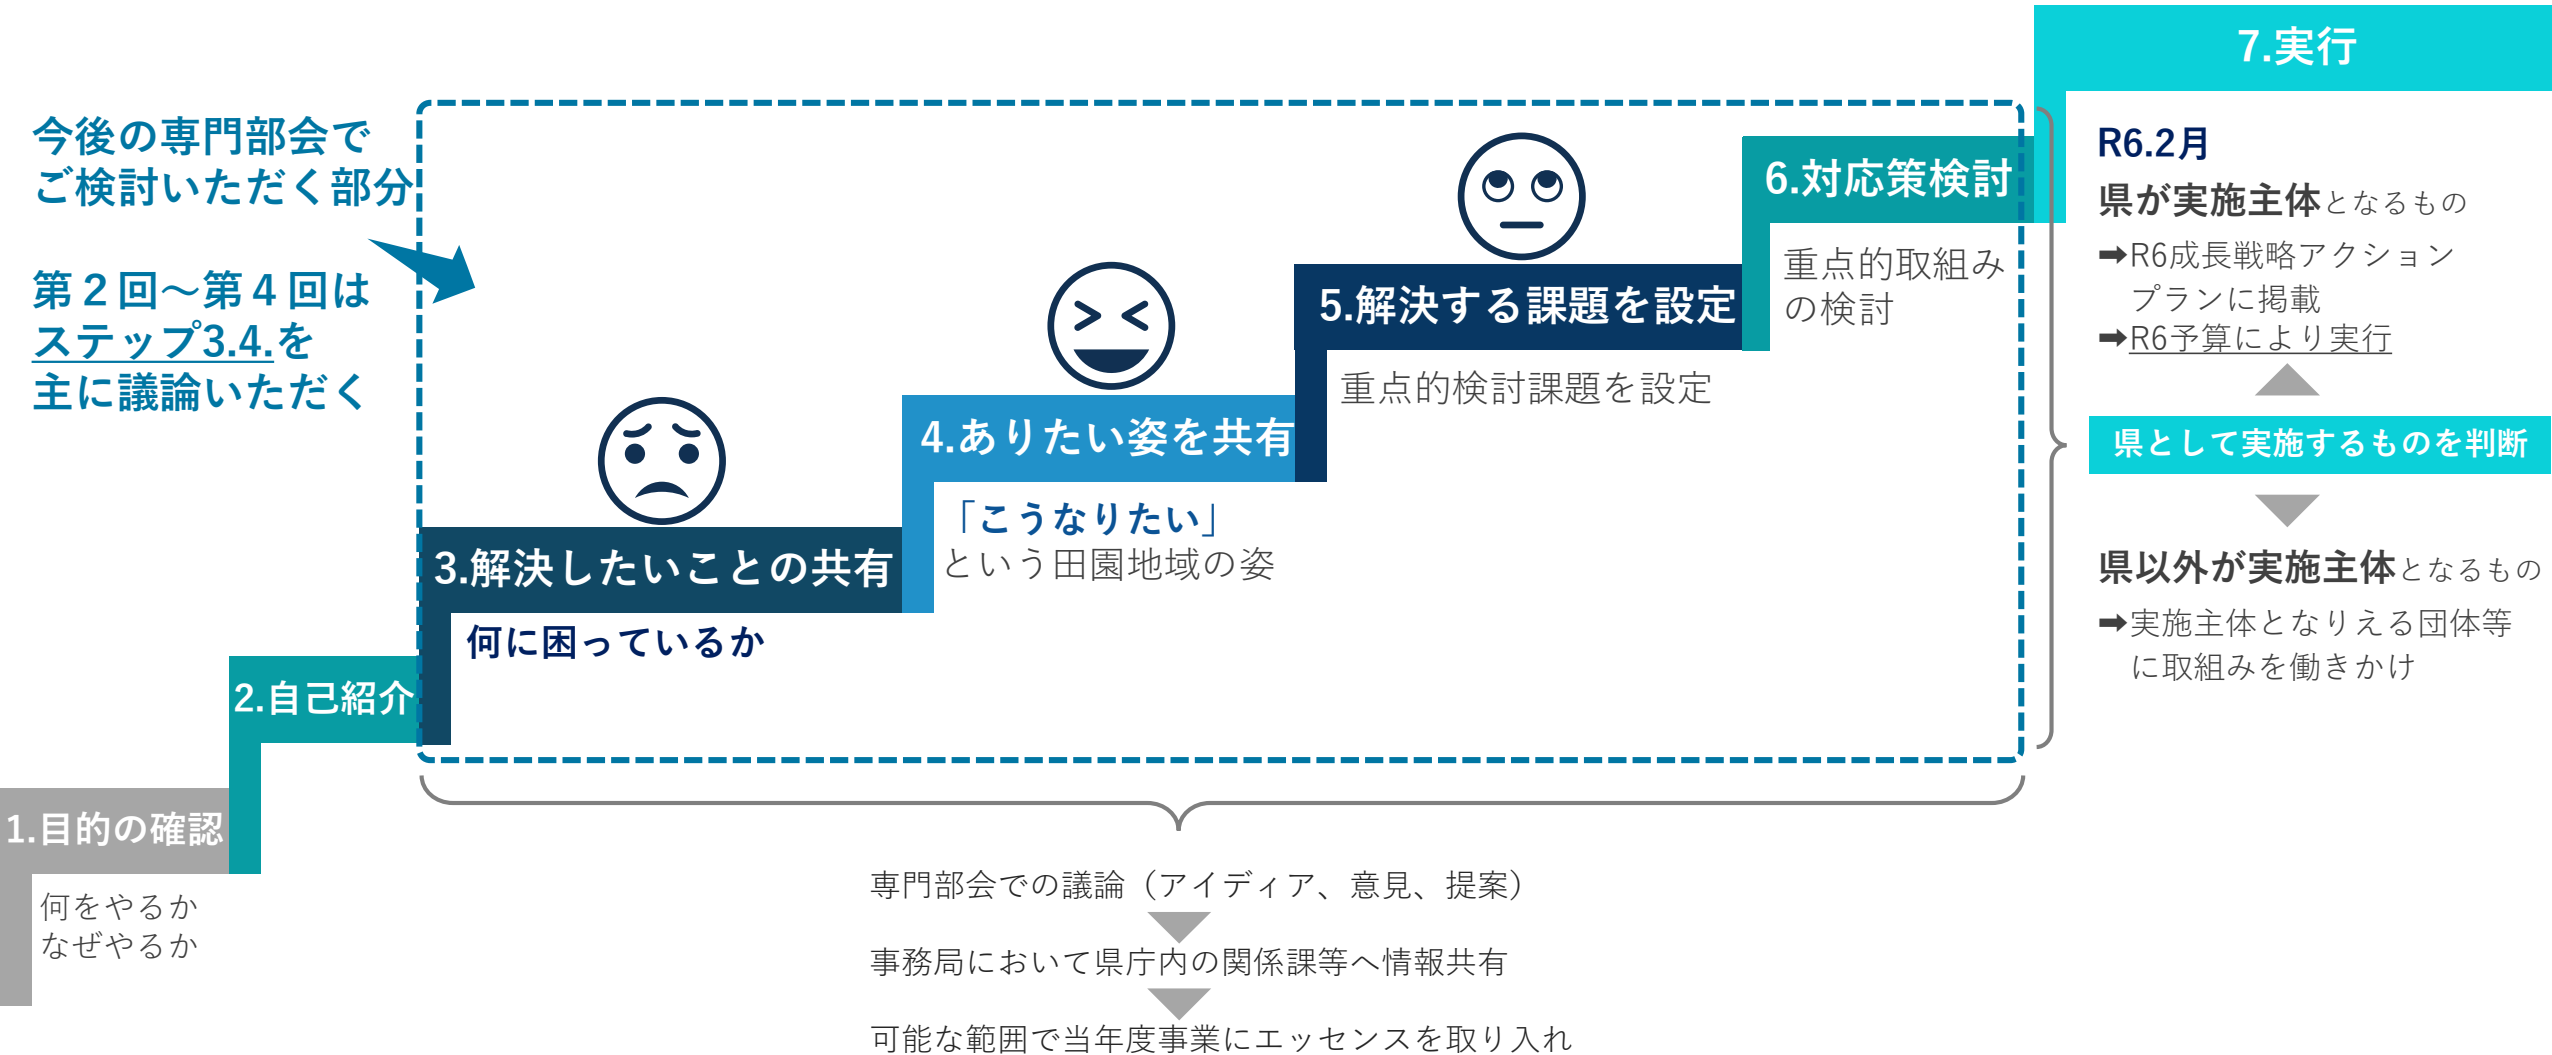 今後の専門部会で
ご検討いただく部分
第２回～第４回は
ステップ3.4.を
主に議論いただく
1.目的の確認
何をやるか
なぜやるか
2.自己紹介
3.解決したいことの共有
何に困っているか
4.ありたい姿を共有
「こうなりたい」
という田園地域の姿
5.解決する課題を設定
重点的検討課題を設定
6.対応策検討
重点的取組み
の検討
7.実行
R6.2月
県が実施主体となるもの
➡R6成長戦略アクション
プランに掲載
➡R6予算により実行
県として実施するものを判断
県以外が実施主体となるもの
➡実施主体となりえる団体等
に取組みを働きかけ
専門部会での議論（アイディア、意見、提案）
事務局において県庁内の関係課等へ情報共有
可能な範囲で当年度事業にエッセンスを取り入れ